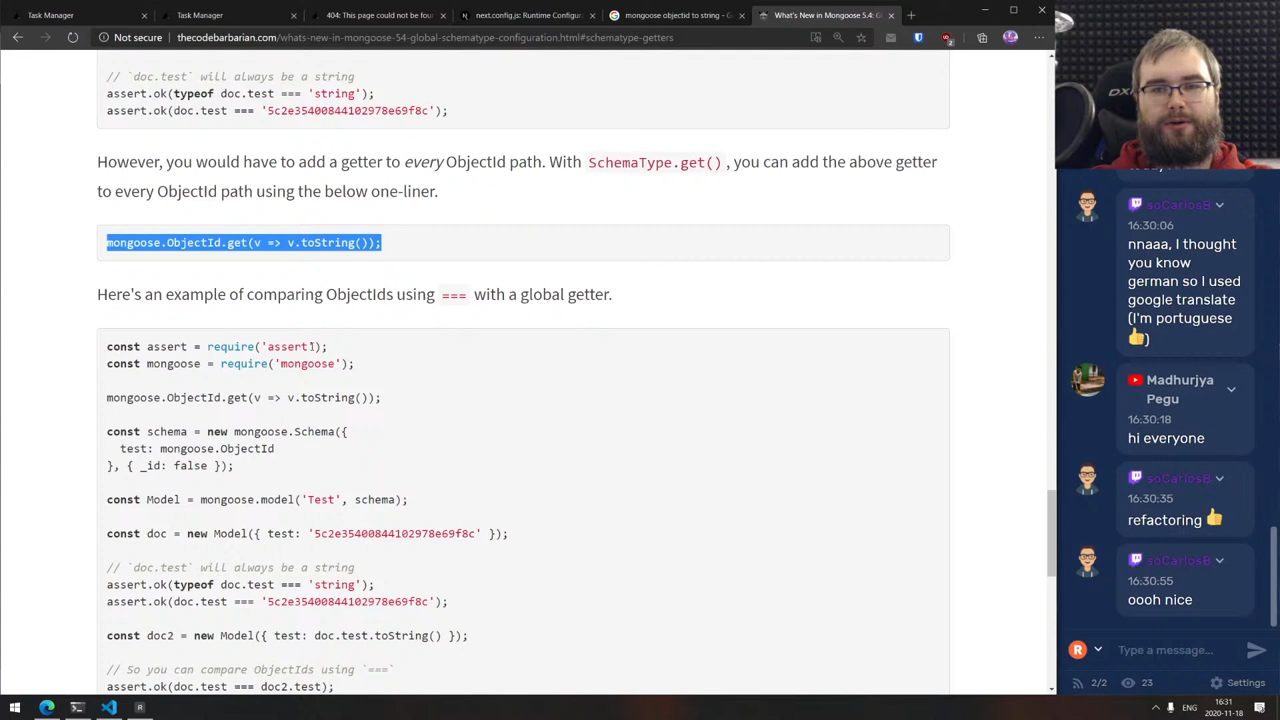 Task Manager
Task Manager
404: This page could not be fou
next.config.js: Runtime Configura
mongoose objectid to string - G
What's New in Mongoose 5.4: G
Not secure
thecodebarbarian.com/whats-new-in-mongoose-54-global-schematype-configuration.html#schematype-getters
// `doc.test` will always be a string
assert.ok(typeof doc.test === 'string');
assert.ok(doc.test === '5c2e35400844102978e69f8c');
However, you would have to add a getter to every ObjectId path. With SchemaType.get(), you can add the above getter
to every ObjectId path using the below one-liner.
mongoose.ObjectId.get(v => v.toString());
Here's an example of comparing ObjectIds using === with a global getter.
const assert = require('assert');
const mongoose = require('mongoose');
mongoose.ObjectId.get(v => v.toString());
const schema = new mongoose.Schema({
test: mongoose.ObjectId
}, { _id: false });
const Model = mongoose.model('Test', schema);
const doc = new Model({ test: '5c2e35400844102978e69f8c' });
// `doc.test` will always be a string
assert.ok(typeof doc.test === 'string');
assert.ok(doc.test === '5c2e35400844102978e69f8c');
const doc2 = new Model({ test: doc.test.toString() });
// So you can compare ObjectIds using `===`
assert.ok(doc.test === doc2.test);
soCarlosB
16:30:06
nnaaa, I thought
you know
german so I used
google translate
(I'm portuguese
👍)
Madhurjya
Pegu
16:30:18
hi everyone
soCarlosB
16:30:35
refactoring 👍
soCarlosB
16:30:55
oooh nice
R
Type a message...
2/2
23
Settings
ENG
16:31
2020-11-18